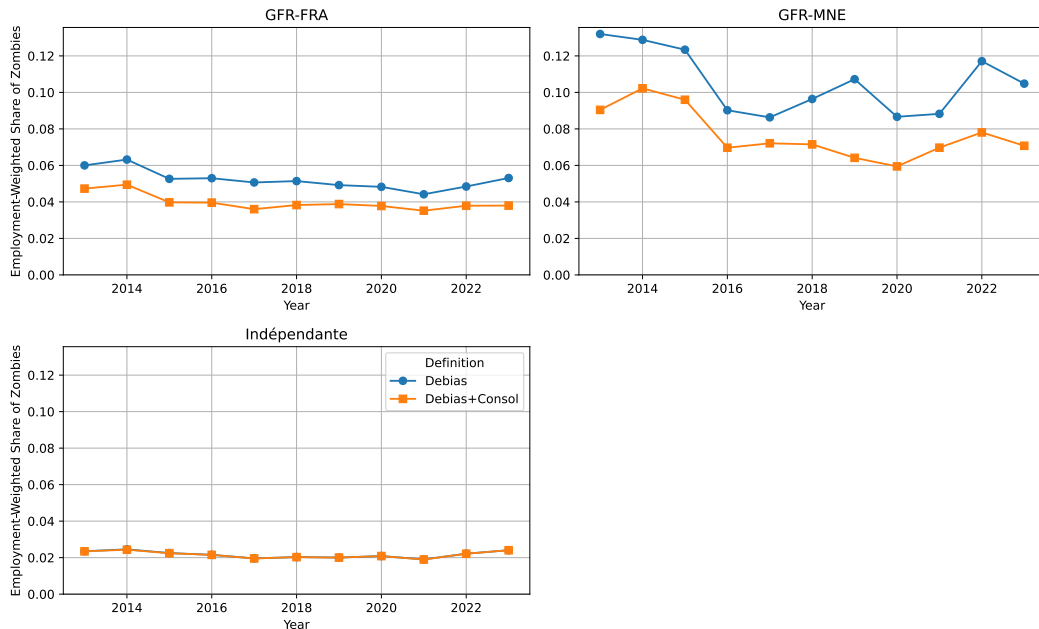 GFR-FRA
Employment-Weighted Share of Zombies
0.12
0.10
0.08
0.06
0.04
0.02
0.00
2014 2016 2018 2020 2022
Year
GFR-MNE
0.12
0.10
0.08
0.06
0.04
0.02
0.00
2014 2016 2018 2020 2022
Year
Indépendante
Employment-Weighted Share of Zombies
0.12
0.10
0.08
0.06
0.04
0.02
0.00
2014 2016 2018 2020 2022
Year
Definition
Debias
Debias+Consol